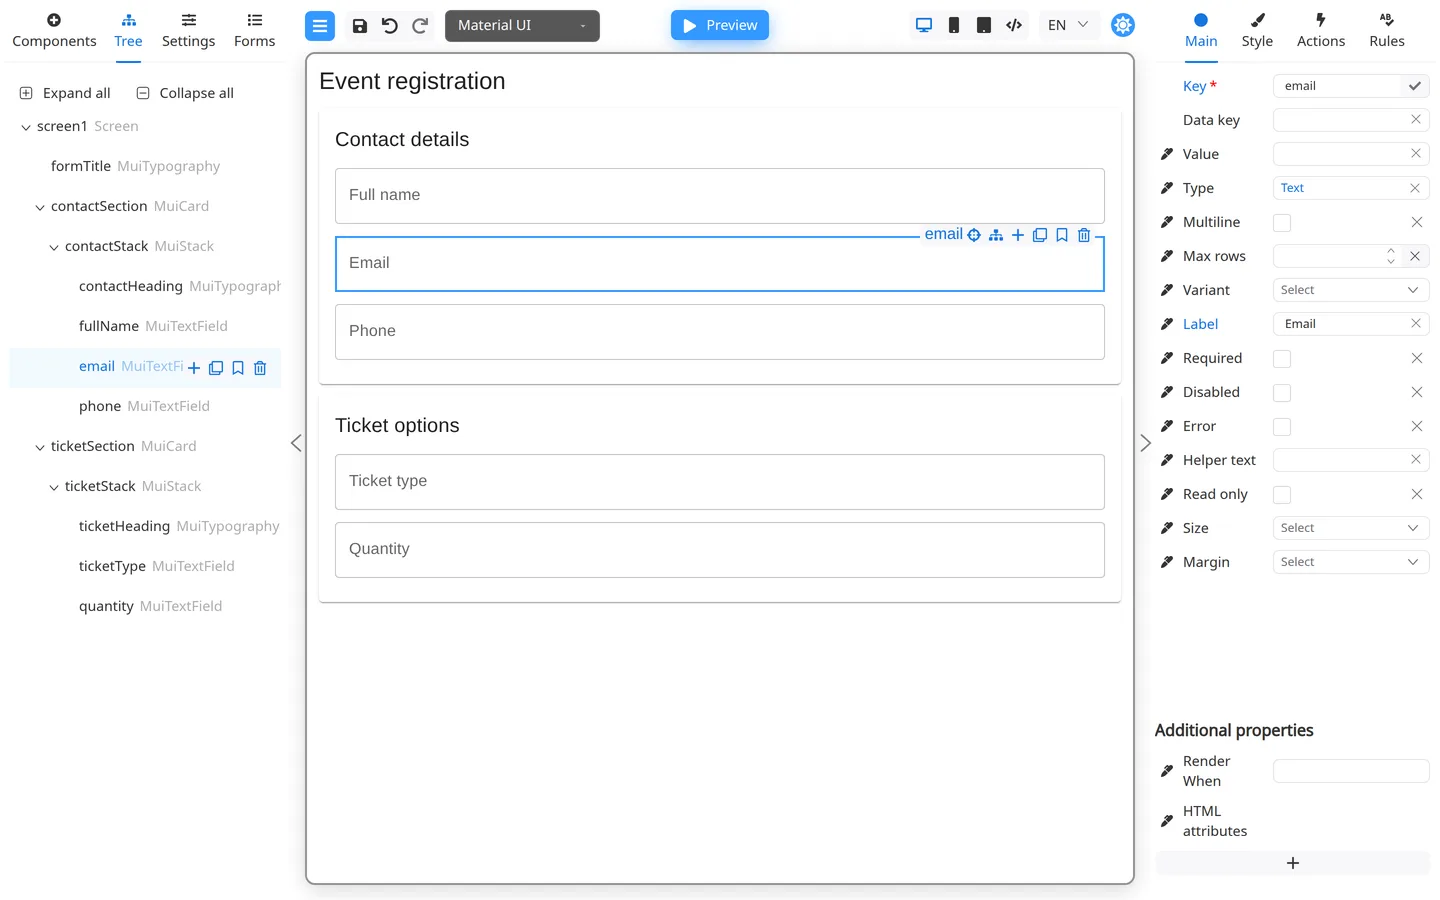 Components Tree Settings Forms
Material UI
Preview
EN
Main Style Actions Rules
Expand all Collapse all
screen1 Screen
formTitle MuiTypography
contactSection MuiCard
contactStack MuiStack
contactHeading MuiTypograph
fullName MuiTextField
email MuiTextFi
phone MuiTextField
ticketSection MuiCard
ticketStack MuiStack
ticketHeading MuiTypography
ticketType MuiTextField
quantity MuiTextField
Event registration
Contact details
Full name
email
Email
Phone
Ticket options
Ticket type
Quantity
Key * email
Data key
Value
Type Text
Multiline
Max rows
Variant Select
Label Email
Required
Disabled
Error
Helper text
Read only
Size Select
Margin Select
Additional properties
Render
When
HTML
attributes